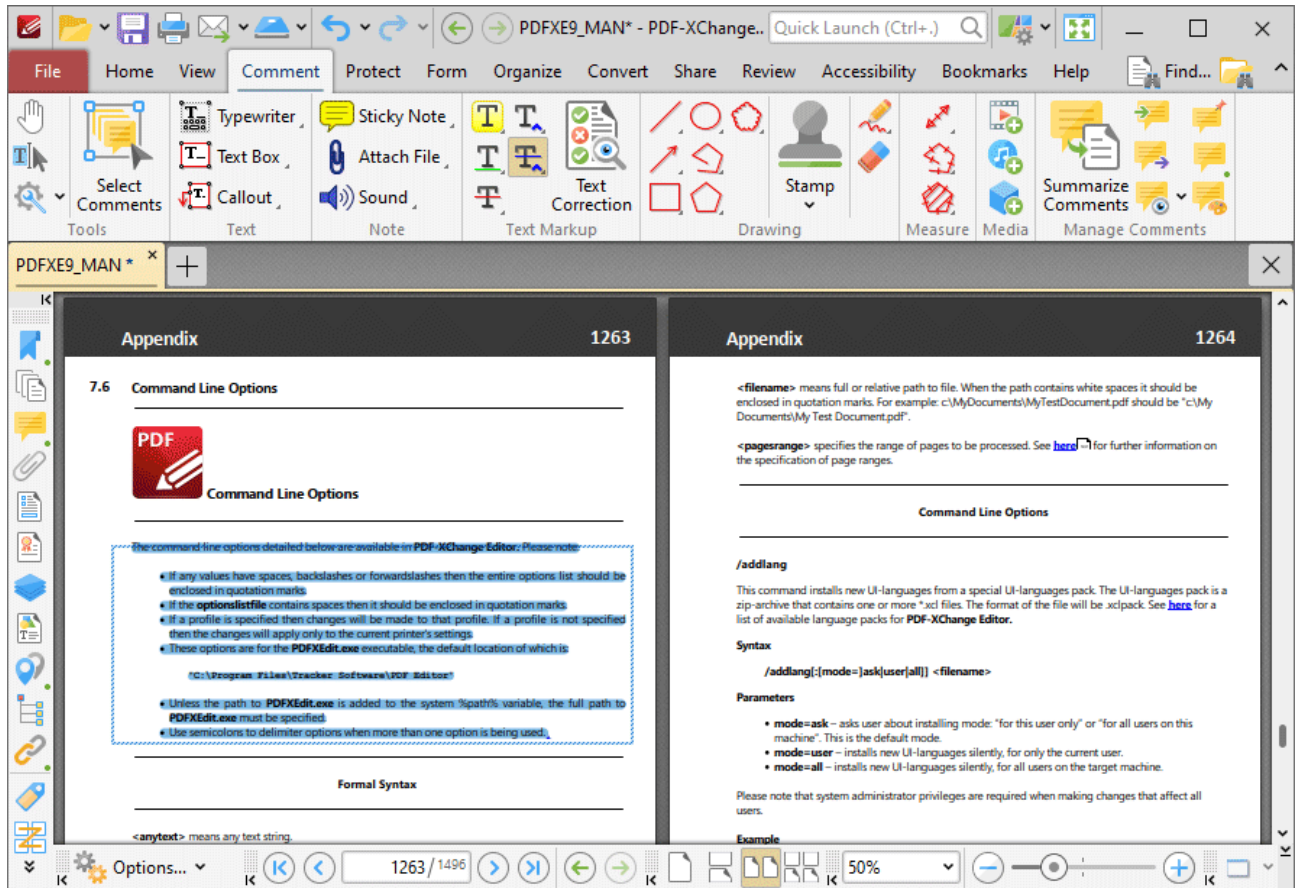 PDFXE9_MAN* - PDF-XChange.. Quick Launch (Ctrl+.)
File Home View Comment Protect Form Organize Convert Share Review Accessibility Bookmarks Help Find...
Select
Comments
Tools
Typewriter
Text Box
Callout
Text
Sticky Note
Attach File
Sound
Note
Text
Correction
Text Markup
Stamp
Drawing
Measure
Media
Summarize
Comments
Manage Comments
PDFXE9_MAN *
Appendix 1263
7.6 Command Line Options
PDF
Command Line Options
The command line options detailed below are available in PDF-XChange Editor. Please note:
• If any values have spaces, backslashes or forwardslashes then the entire options list should be
enclosed in quotation marks.
• If the optionslistfile contains spaces then it should be enclosed in quotation marks.
• If a profile is specified then changes will be made to that profile. If a profile is not specified
then the changes will apply only to the current printer's settings.
• These options are for the PDFXEdit.exe executable, the default location of which is:
"C:\Program Files\Tracker Software\PDF Editor"
• Unless the path to PDFXEdit.exe is added to the system %path% variable, the full path to
PDFXEdit.exe must be specified.
• Use semicolons to delimiter options when more than one option is being used.
Formal Syntax
<anytext> means any text string.
Appendix 1264
<filename> means full or relative path to file. When the path contains white spaces it should be
enclosed in quotation marks. For example: c\MyDocuments\MyTestDocument.pdf should be "c:\My
Documents\My Test Document.pdf".
<pagesrange> specifies the range of pages to be processed. See here for further information on
the specification of page ranges.
Command Line Options
/addlang
This command installs new UI-languages from a special UI-languages pack. The UI-languages pack is a
zip-archive that contains one or more *.xcl files. The format of the file will be .xclpack. See here for a
list of available language packs for PDF-XChange Editor.
Syntax
/addlang[:[mode=]ask|user|all]] <filename>
Parameters
• mode=ask – asks user about installing mode: "for this user only" or "for all users on this
machine". This is the default mode.
• mode=user – installs new UI-languages silently, for only the current user.
• mode=all – installs new UI-languages silently, for all users on the target machine.
Please note that system administrator privileges are required when making changes that affect all
users.
Example
Options... 1263 / 1496 50%